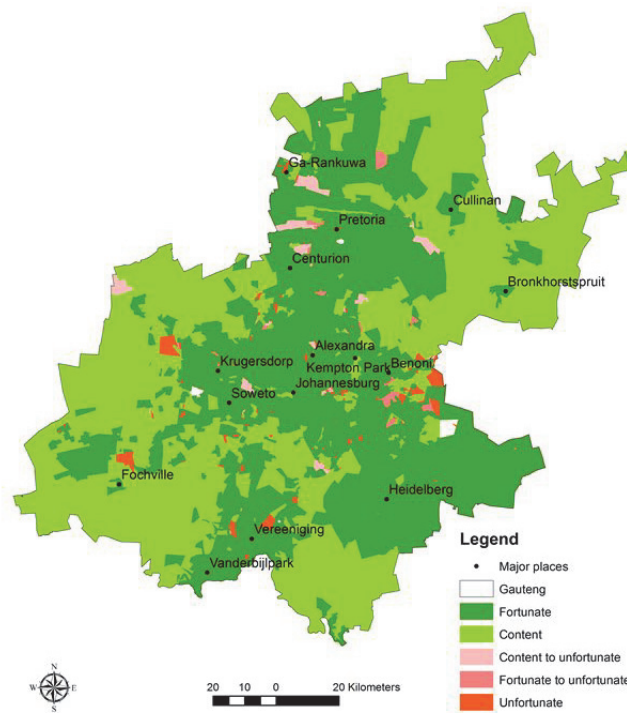 Ga-Rankuwa
Cullinan
Pretoria
Centurion
Bronkhorstspruit
Alexandra
Krugersdorp
Kempton Park
Benoni
Johannesburg
Soweto
Fochville
Heidelberg
Vereeniging
Vanderbijlpark
Legend
Major places
Gauteng
Fortunate
Content
Content to unfortunate
Fortunate to unfortunate
Unfortunate
N
W E
S
20 10 0 20 Kilometers